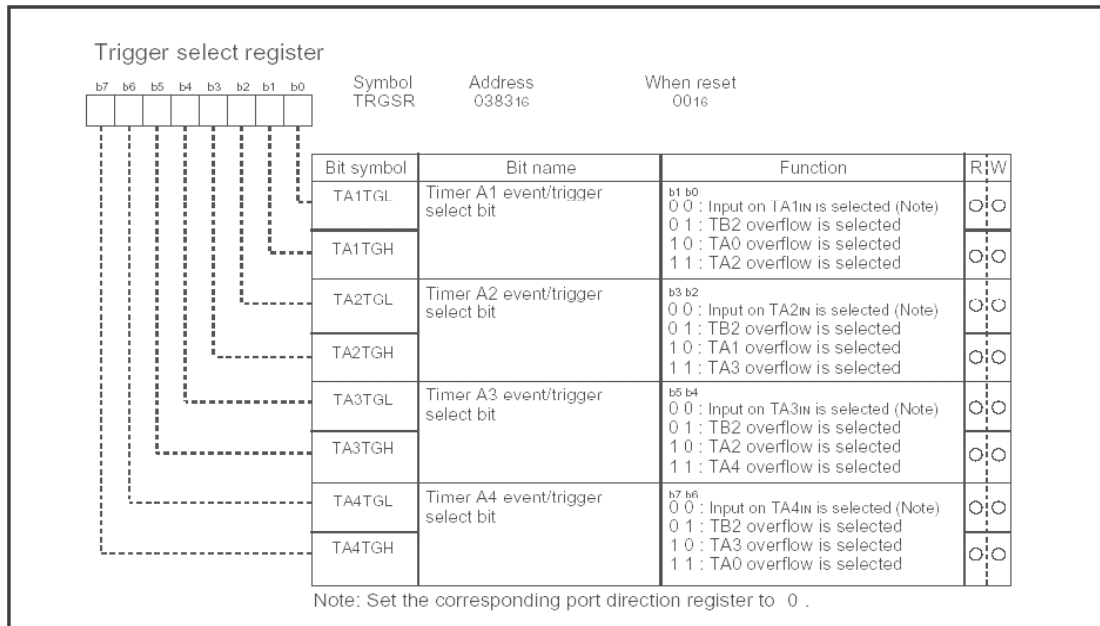 Trigger select register
b7 b6 b5 b4 b3 b2 b1 b0
Symbol Address When reset
TRGSR 038316 0016
Bit symbol Bit name Function R W
TA1TGL Timer A1 event/trigger select bit
b1 b0
0 0 : Input on TA1IN is selected (Note)
0 1 : TB2 overflow is selected
TA1TGH
1 0 : TA0 overflow is selected
1 1 : TA2 overflow is selected
TA2TGL Timer A2 event/trigger select bit
b3 b2
0 0 : Input on TA2IN is selected (Note)
0 1 : TB2 overflow is selected
TA2TGH
1 0 : TA1 overflow is selected
1 1 : TA3 overflow is selected
TA3TGL Timer A3 event/trigger select bit
b5 b4
0 0 : Input on TA3IN is selected (Note)
0 1 : TB2 overflow is selected
TA3TGH
1 0 : TA2 overflow is selected
1 1 : TA4 overflow is selected
TA4TGL Timer A4 event/trigger select bit
b7 b6
0 0 : Input on TA4IN is selected (Note)
0 1 : TB2 overflow is selected
TA4TGH
1 0 : TA3 overflow is selected
1 1 : TA0 overflow is selected
Note: Set the corresponding port direction register to 0 .